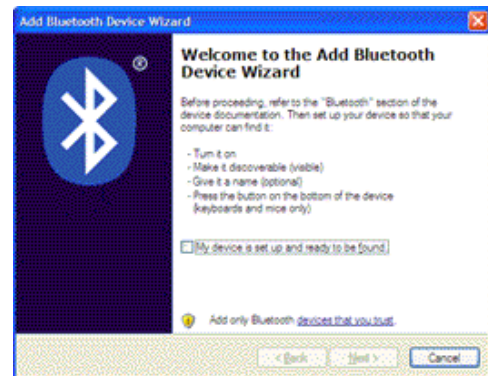 Add Bluetooth Device Wizard
®
Welcome to the Add Bluetooth
Device Wizard
Before proceeding, refer to the "Bluetooth" section of the
device documentation. Then set up your device so that your
computer can find it:
- Turn it on
- Make it discoverable (visible)
- Give it a name (optional)
- Press the button on the bottom of the device
(keyboards and mice only)
My device is set up and ready to be found.
Add only Bluetooth devices that you trust.
< Back Next > Cancel